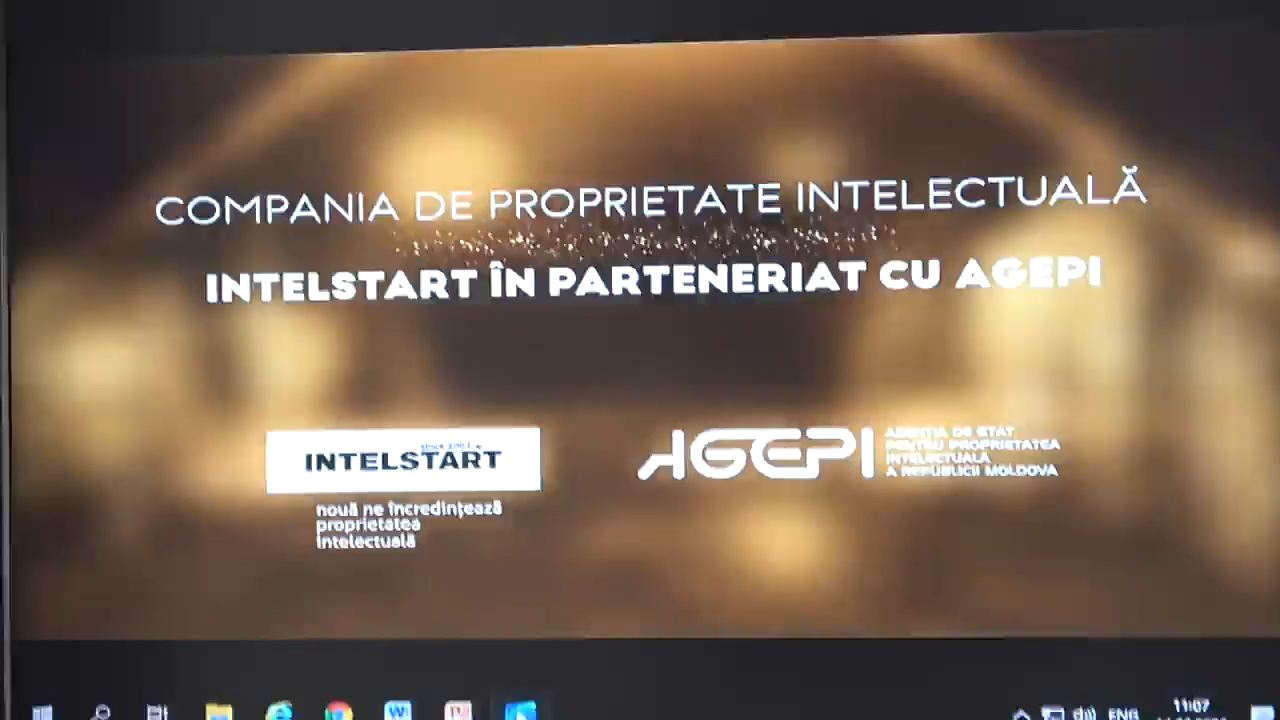 COMPANIA DE PROPRIETATE INTELECTUALĂ
INTELSTART ÎN PARTENERIAT CU AGEPI
INTELSTART
nouă ne încredințează
proprietatea
intelectuală
AGEPI
AGENȚIA DE STAT
PENTRU PROPRIETATEA
INTELECTUALĂ
A REPUBLICII MOLDOVA
ENG
11:07